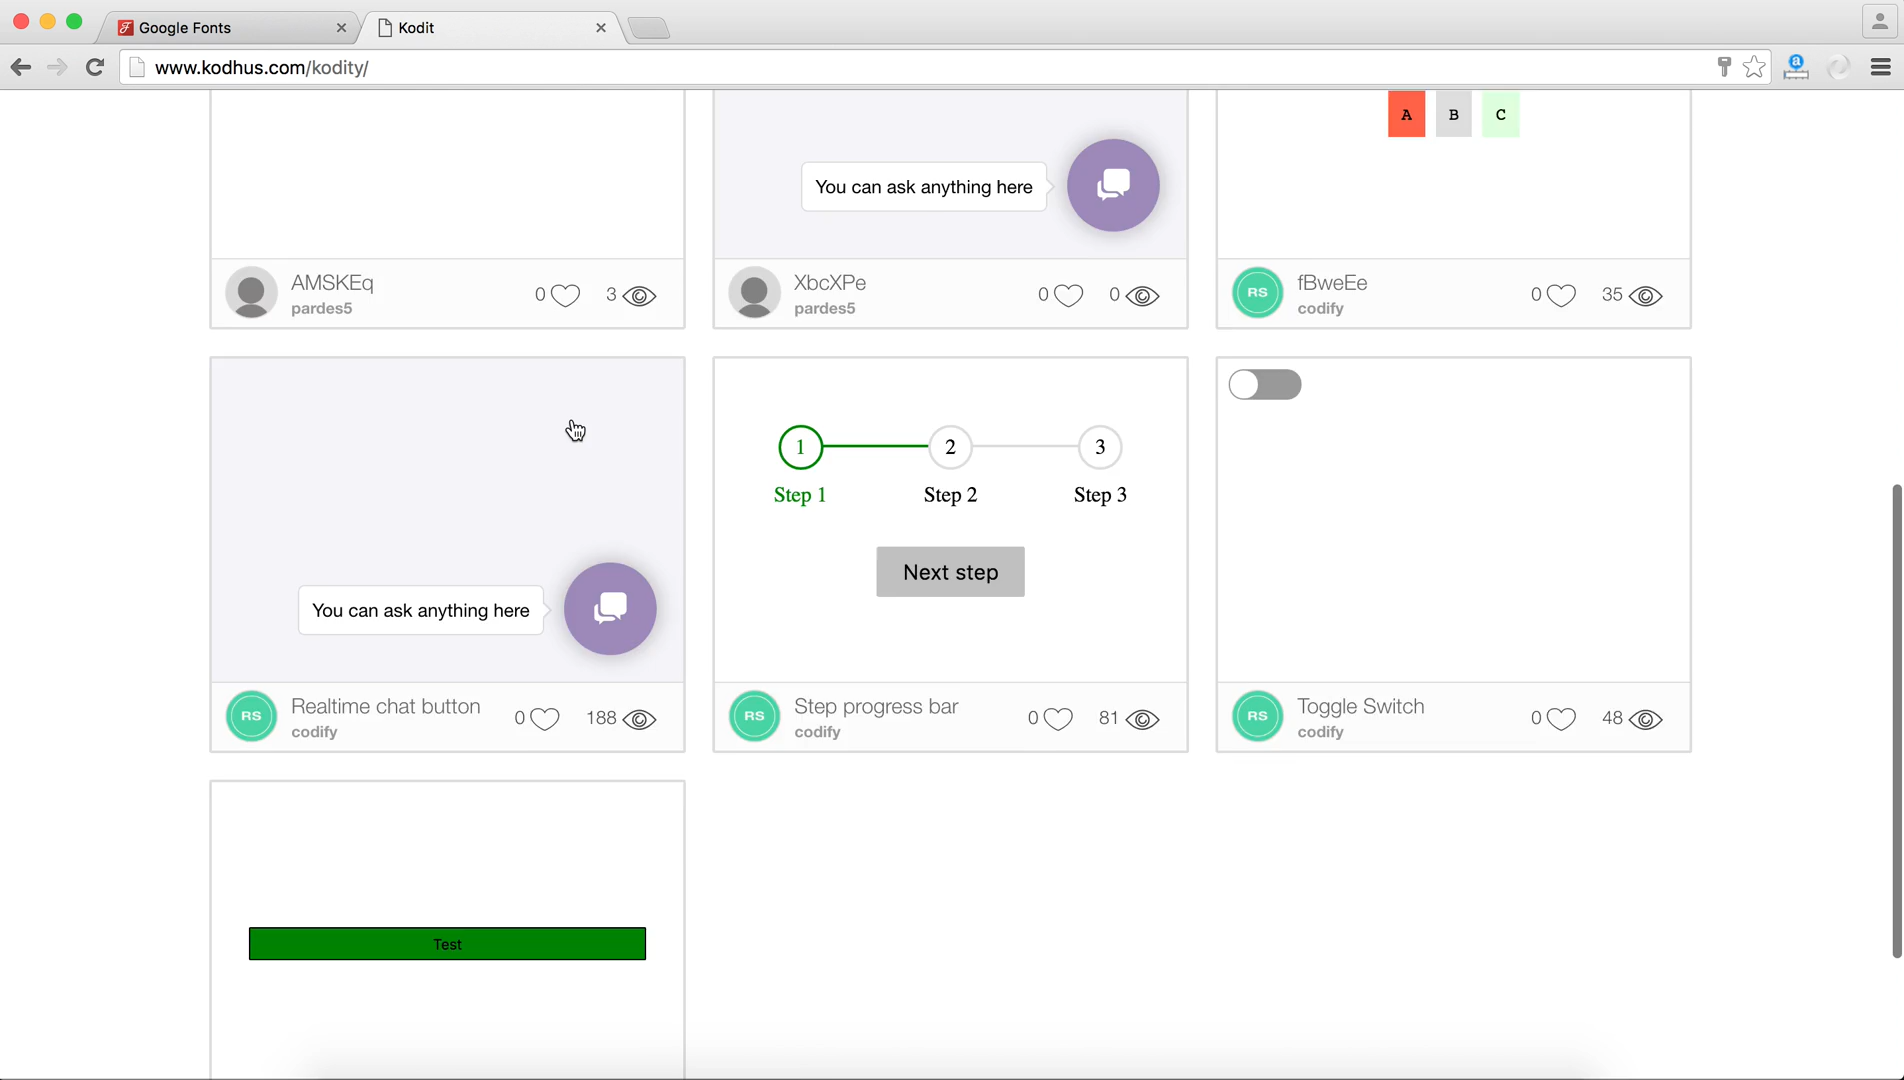 Google Fonts
Kodit
www.kodhus.com/kodity/
A B C
You can ask anything here
AMSKEq
pardes5
0 3
XbcXPe
pardes5
0 0
fBweEe
codify
RS
0 35
1 2 3
Step 1 Step 2 Step 3
Next step
You can ask anything here
RS
Realtime chat button
codify
0 188
RS
Step progress bar
codify
0 81
RS
Toggle Switch
codify
0 48
Test